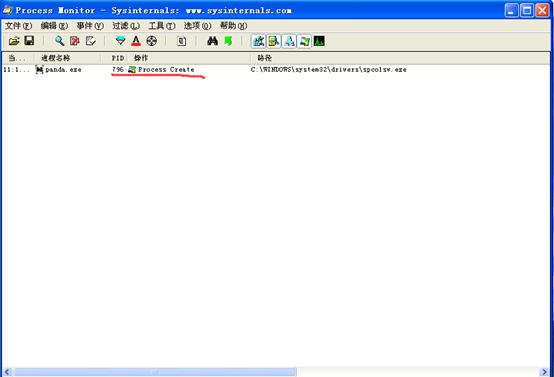 Process Monitor - Sysinternals: www.sysinternals.com
文件(F) 编辑(E) 事件(V) 过滤(L) 工具(T) 选项(O) 帮助(H)
当... 进程名称 PID 操作 路径
11:1... panda.exe 796 Process Create C:\WINDOWS\system32\drivers\spcolsv.exe